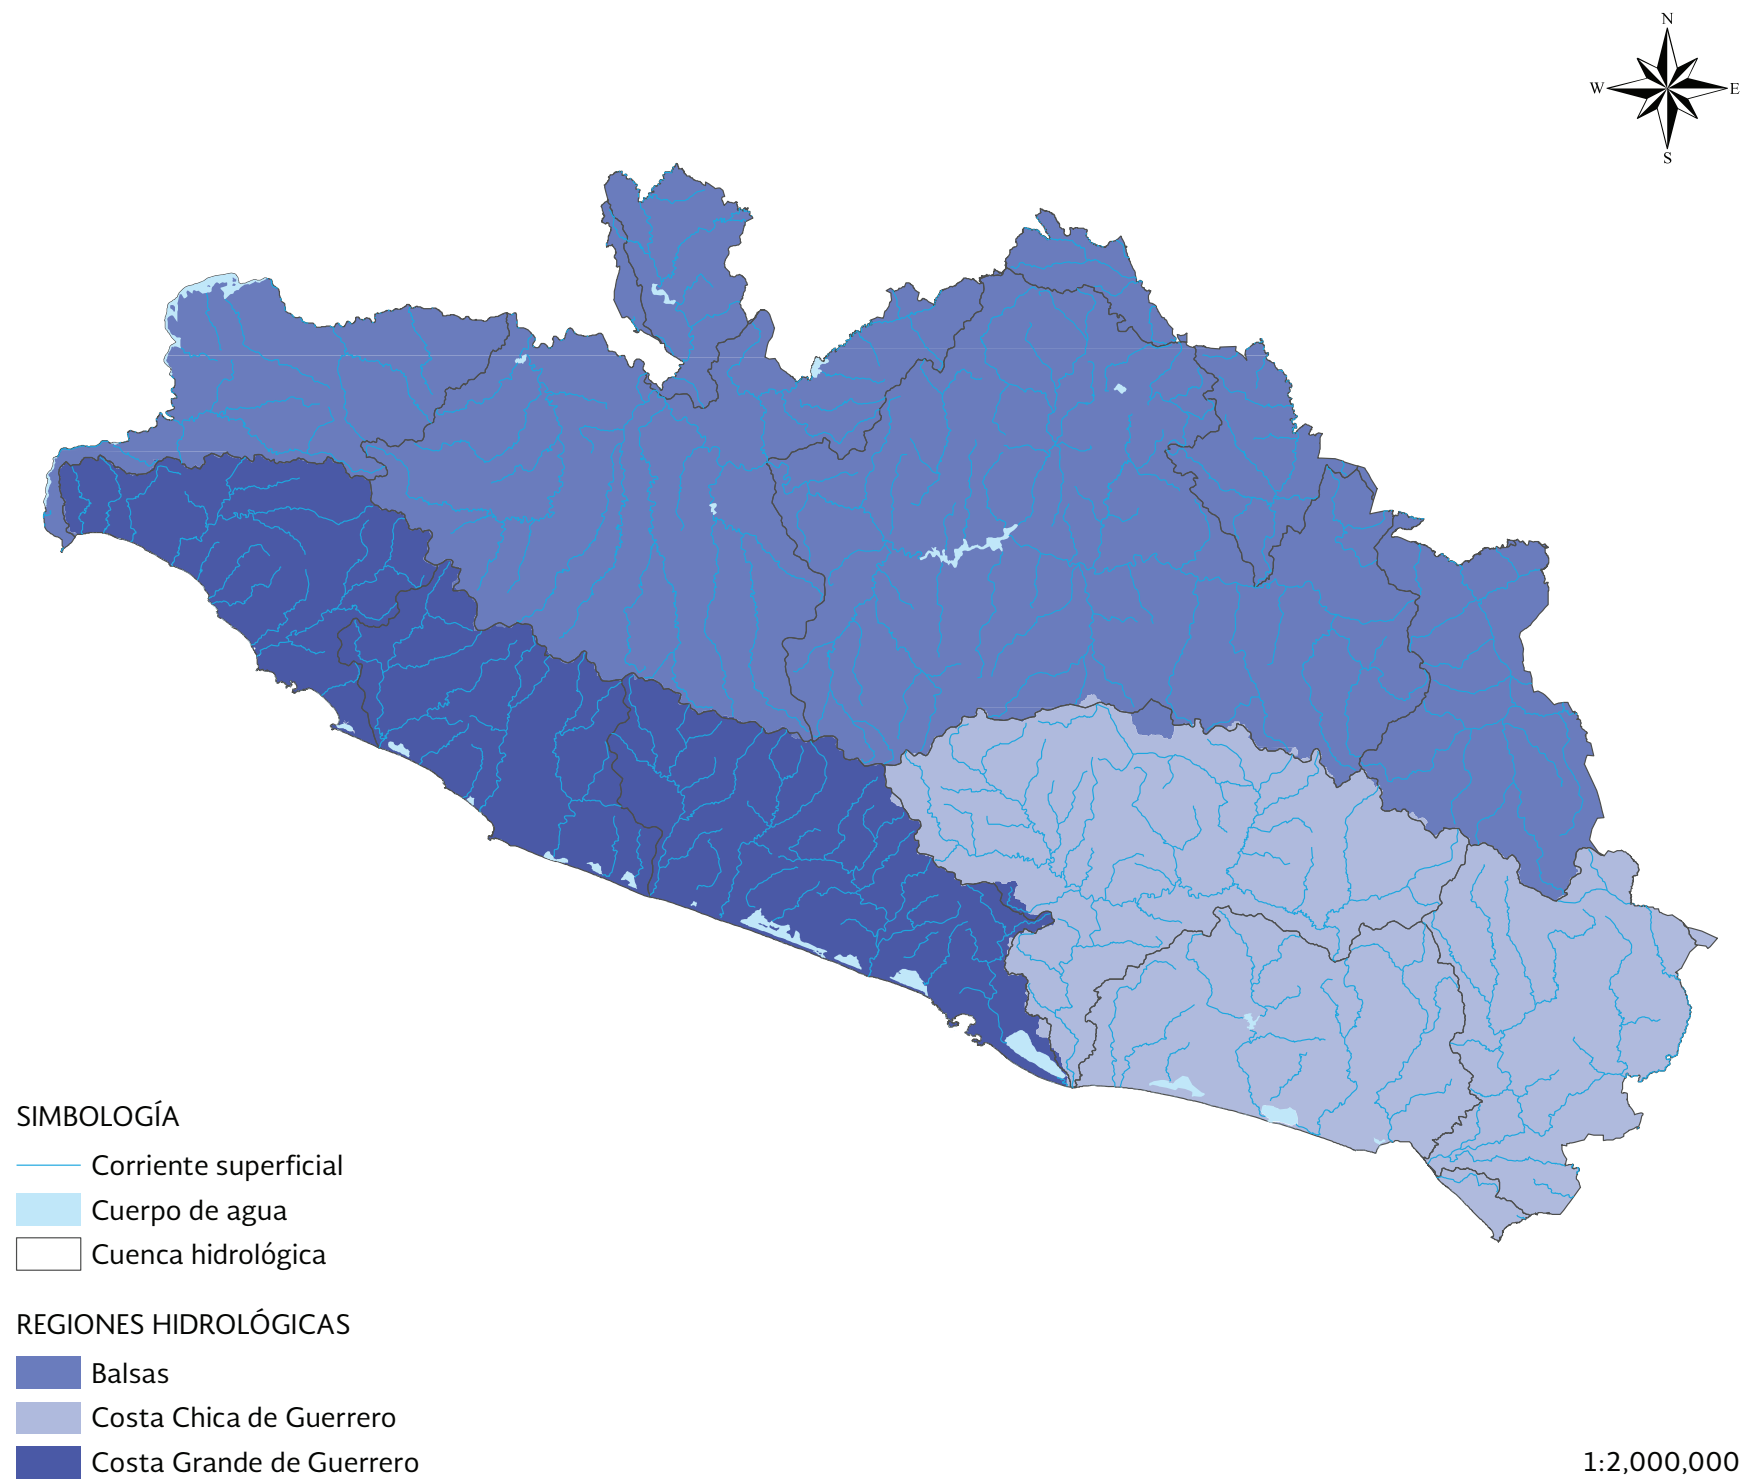 N
W E
S
SIMBOLOGÍA
Corriente superficial
Cuerpo de agua
Cuenca hidrológica
REGIONES HIDROLÓGICAS
Balsas
Costa Chica de Guerrero
Costa Grande de Guerrero
1:2,000,000